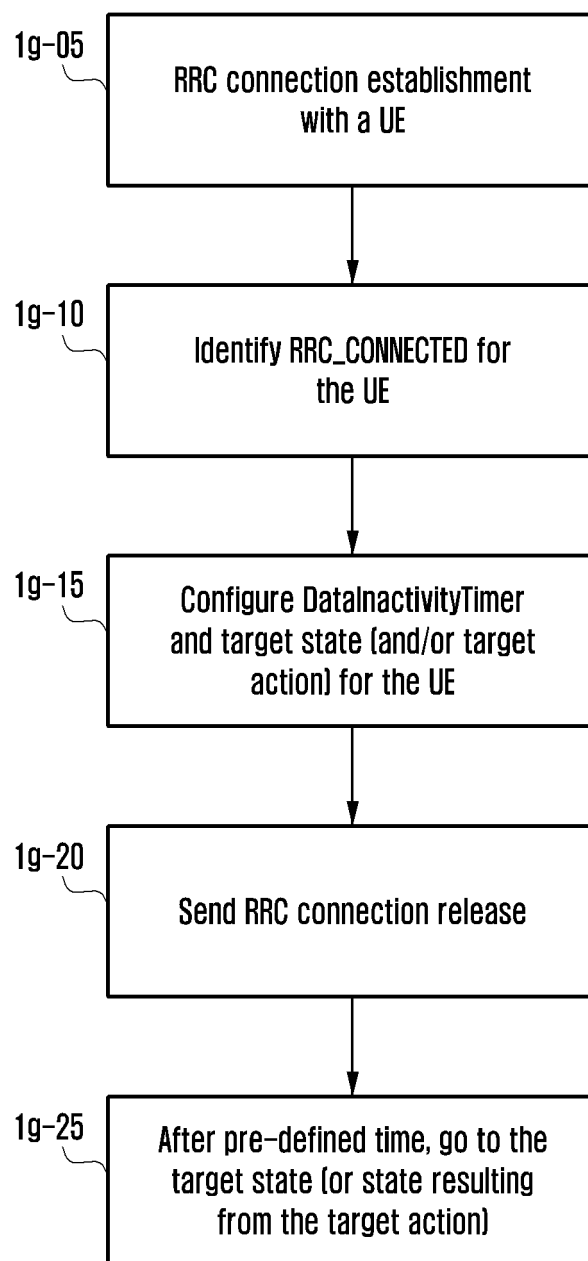 1g-05
RRC connection establishment
with a UE
1g-10
Identify RRC_CONNECTED for
the UE
1g-15
Configure DataInactivityTimer
and target state (and/or target
action) for the UE
1g-20
Send RRC connection release
1g-25
After pre-defined time, go to the
target state (or state resulting
from the target action)